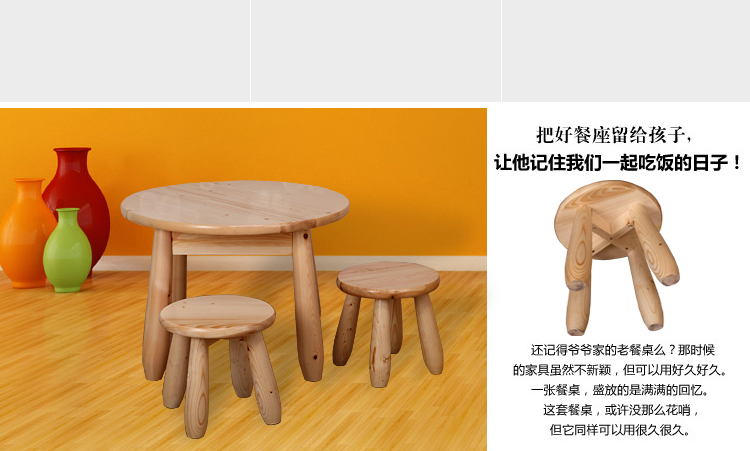 把好餐座留给孩子，
让他记住我们一起吃饭的日子！
还记得爷爷家的老餐桌么？那时候
的家具虽然不新颖，但可以用好久好久。
一张餐桌，盛放的是满满的回忆。
这套餐桌，或许没那么花哨，
但它同样可以用很久很久。